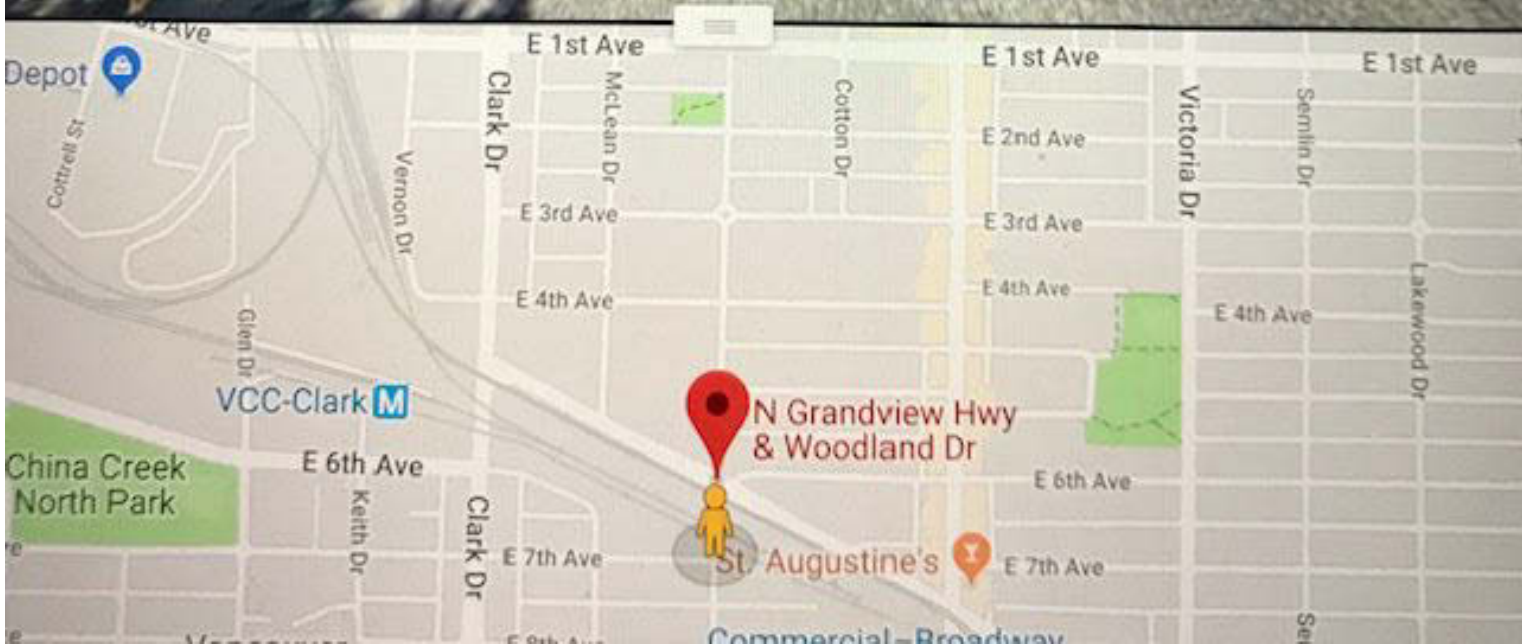 E 1st Ave
E 1st Ave
E 1st Ave
Ave
Depot
Clark Dr
McLean Dr
Cotton Dr
Victoria Dr
Semlin Dr
E 2nd Ave
Cottrell St
Vernon Dr
E 3rd Ave
E 3rd Ave
E 4th Ave
E 4th Ave
E 4th Ave
Lakewood Dr
Glen Dr
VCC-Clark M
N Grandview Hwy
& Woodland Dr
China Creek
North Park
E 6th Ave
E 6th Ave
Keith Dr
Clark Dr
E 7th Ave
St. Augustine's
E 7th Ave
Commercial–Broadway